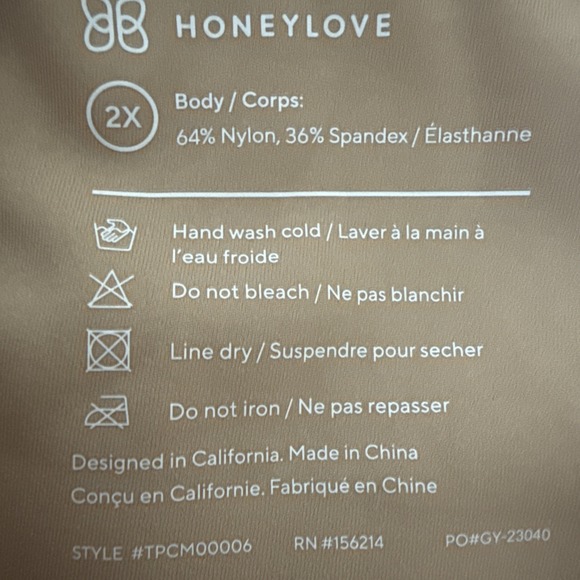 HONEYLOVE
2X
Body / Corps:
64% Nylon, 36% Spandex / Élasthanne
Hand wash cold / Laver à la main à
l'eau froide
Do not bleach / Ne pas blanchir
Line dry / Suspendre pour secher
Do not iron / Ne pas repasser
Designed in California. Made in China
Conçu en Californie. Fabriqué en Chine
STYLE #TPCM00006 RN #156214 PO#GY-23040